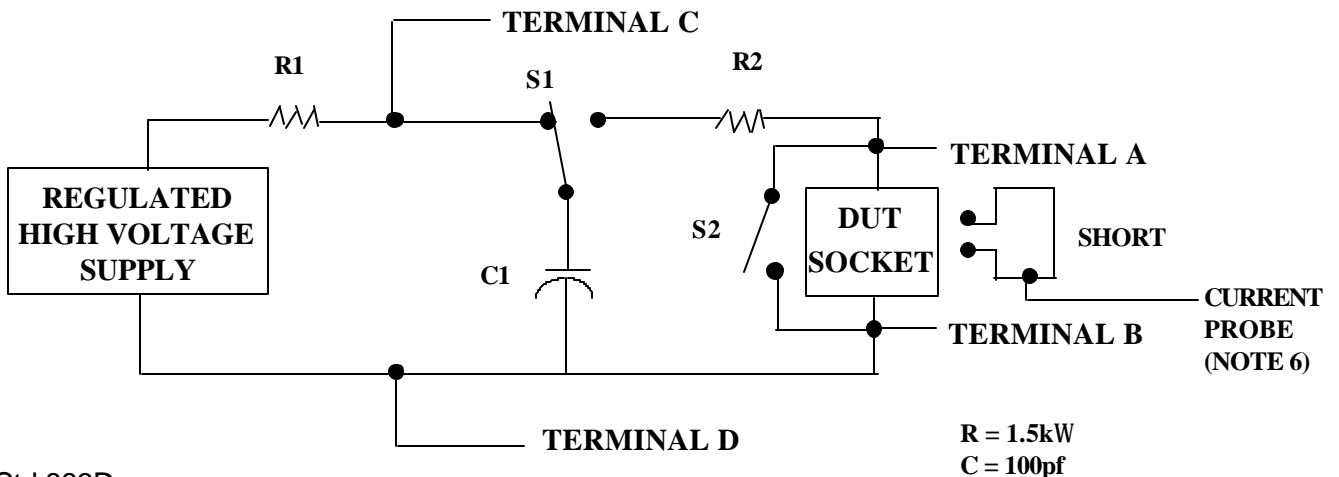 TERMINAL C
R1
S1
R2
TERMINAL A
REGULATED
HIGH VOLTAGE
SUPPLY
C1
S2
DUT
SOCKET
SHORT
CURRENT
PROBE
(NOTE 6)
TERMINAL B
TERMINAL D
R = 1.5kW
C = 100pf